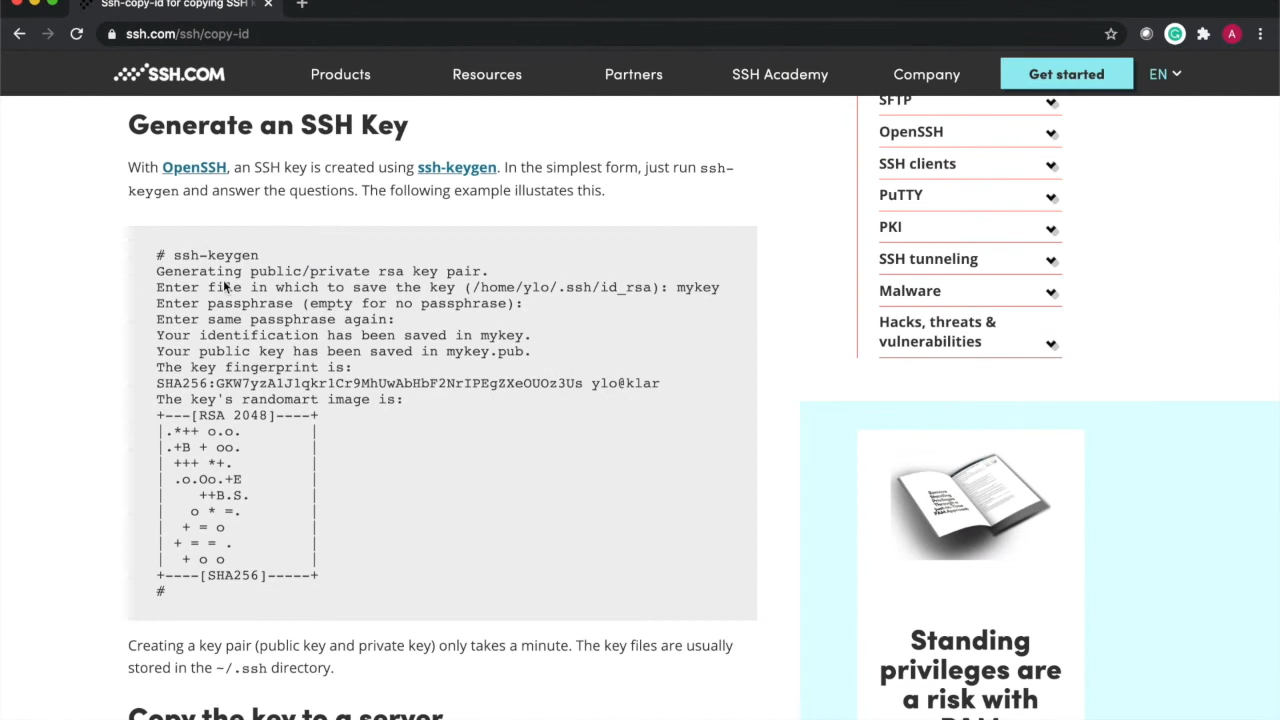 Ssh-copy-id for copying SSH k
ssh.com/ssh/copy-id
A
SSH.COM
Products
Resources
Partners
SSH Academy
Company
Get started
EN
Generate an SSH Key
With OpenSSH, an SSH key is created using ssh-keygen. In the simplest form, just run ssh-
keygen and answer the questions. The following example illustates this.
# ssh-keygen
Generating public/private rsa key pair.
Enter file in which to save the key (/home/ylo/.ssh/id_rsa): mykey
Enter passphrase (empty for no passphrase):
Enter same passphrase again:
Your identification has been saved in mykey.
Your public key has been saved in mykey.pub.
The key fingerprint is:
SHA256:GKW7yzA1J1qkr1Cr9MhUwAbHbF2NrIPEgZXeOUOz3Us ylo@klar
The key's randomart image is:
+---[RSA 2048]----+
|.*++ o.o.        |
|.+B + oo.        |
| +++ *+.         |
| .o.Oo.+E        |
|    ++B.S.       |
|   o * =.        |
|  + = o          |
| + = = .         |
|  + o o          |
+----[SHA256]-----+
#
Creating a key pair (public key and private key) only takes a minute. The key files are usually
stored in the ~/.ssh directory.
Copy the key to a server
SFTP
OpenSSH
SSH clients
PuTTY
PKI
SSH tunneling
Malware
Hacks, threats &
vulnerabilities
Standing
privileges are
a risk with
PAM